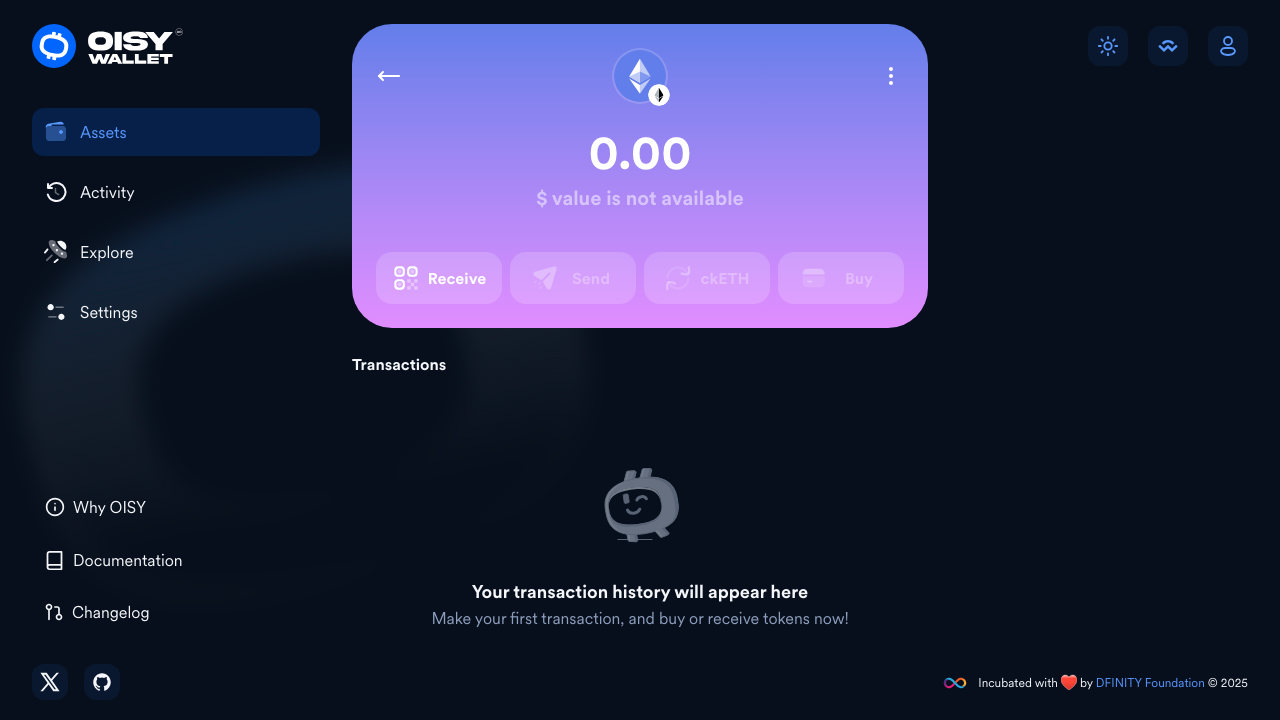 OISY
WALLET
Assets
Activity
Explore
Settings
Why OISY
Documentation
Changelog
0.00
$ value is not available
Receive
Send
ckETH
Buy
Transactions
Your transaction history will appear here
Make your first transaction, and buy or receive tokens now!
Incubated with ❤️ by DFINITY Foundation © 2025